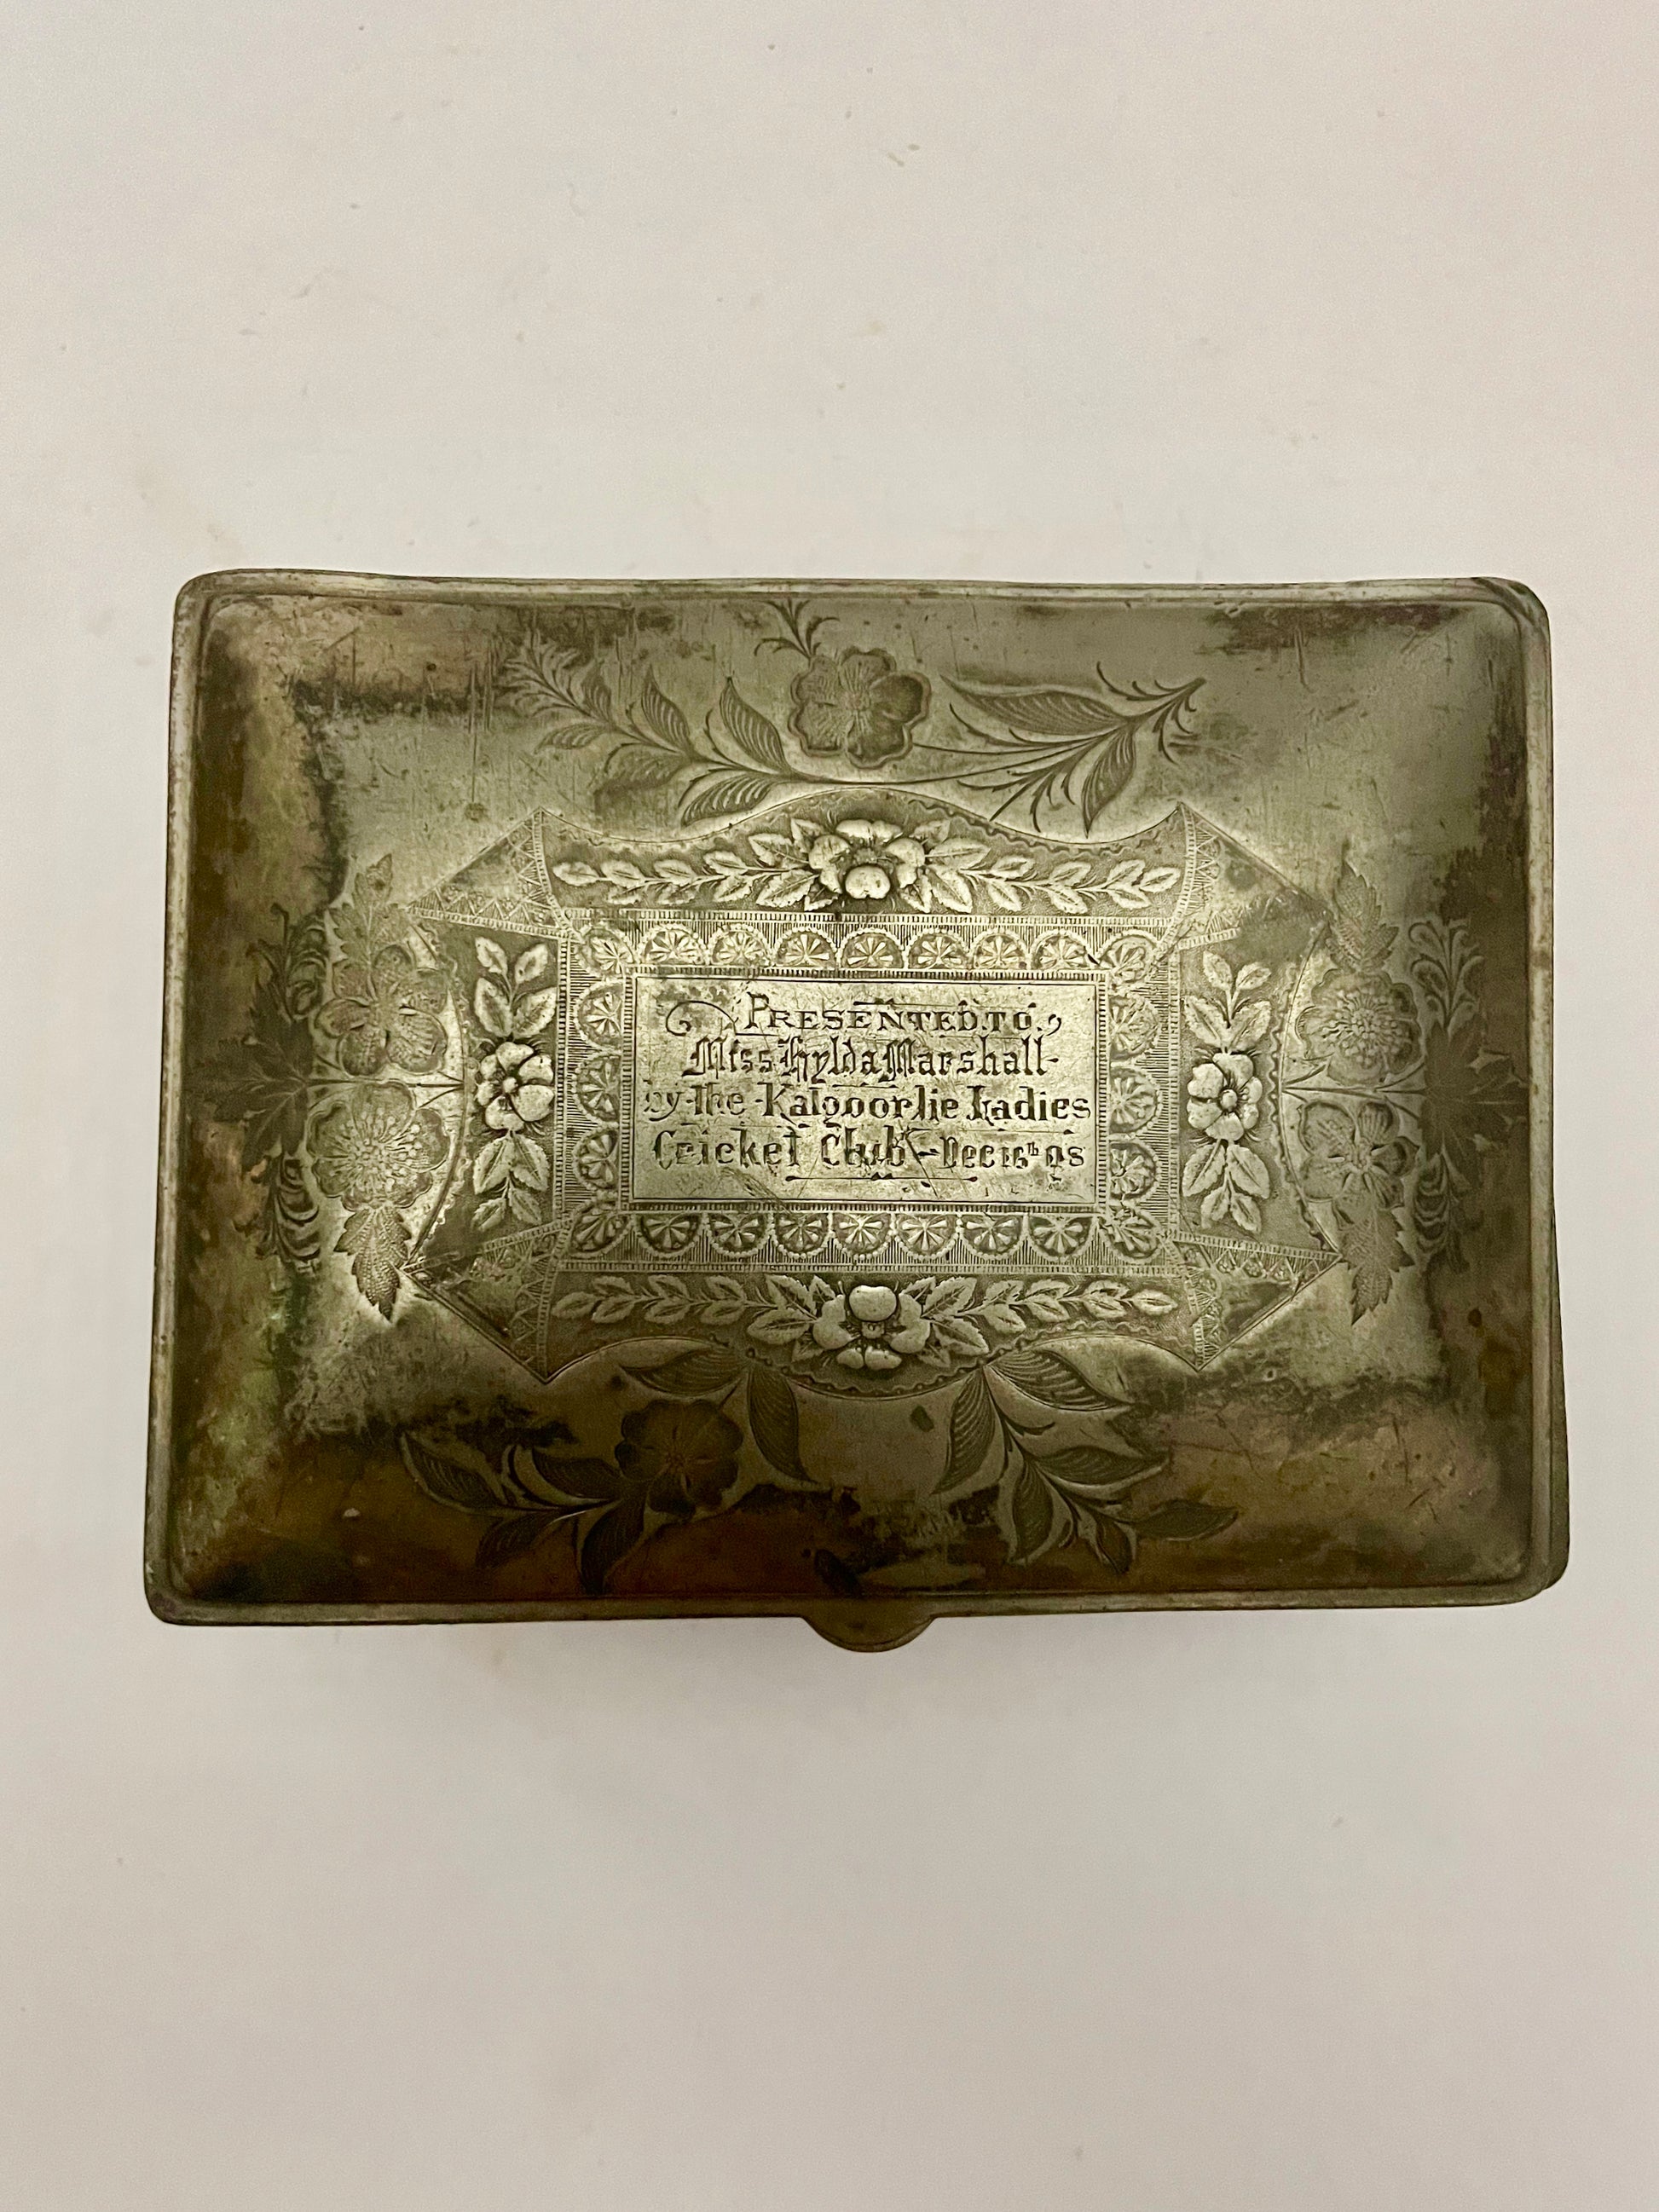 PRESENTED.TO.
Miss Hylda Marshall-
by-the-Kalgoorlie Ladies
Cricket Club-Dec 16th 98